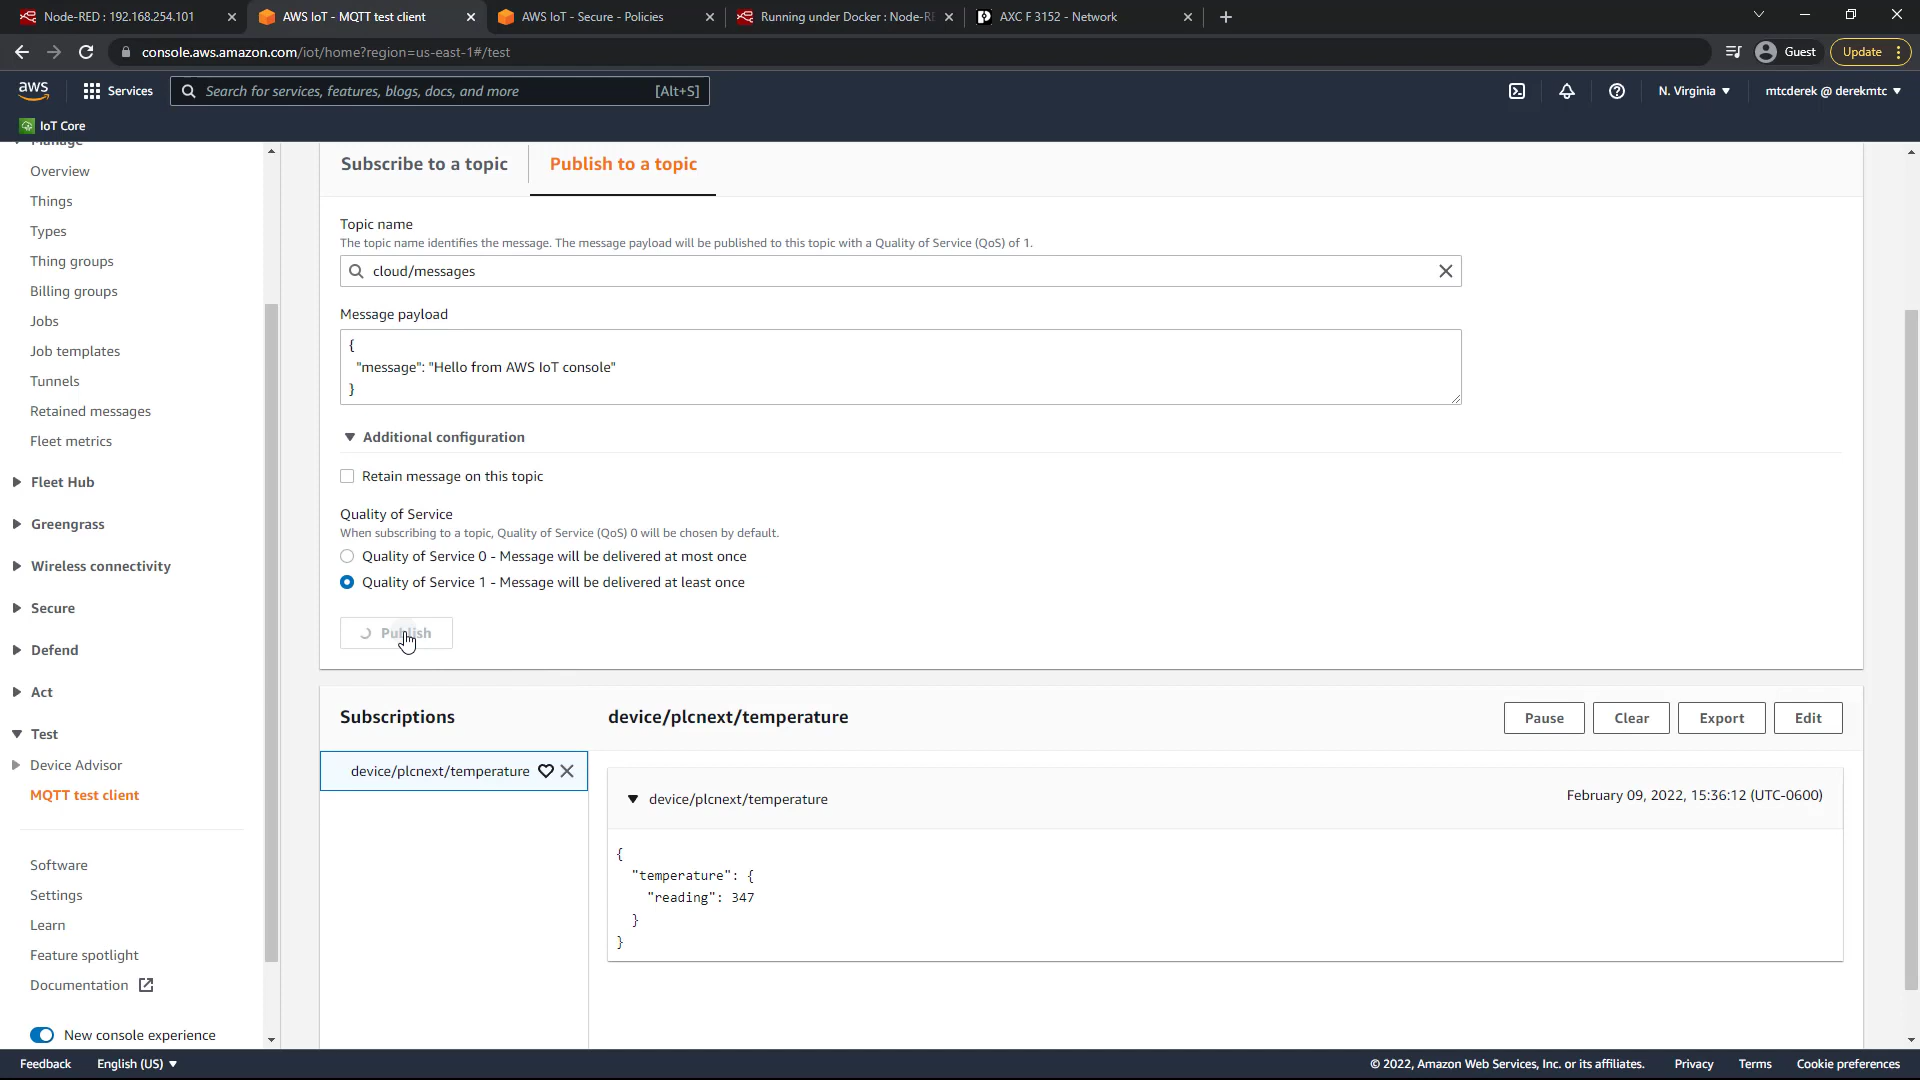 Node-RED : 192.168.254.101
AWS IoT - MQTT test client
AWS IoT - Secure - Policies
Running under Docker : Node-RE
AXC F 3152 - Network
console.aws.amazon.com/iot/home?region=us-east-1#/test
Guest
Update
aws
Services
Search for services, features, blogs, docs, and more
[Alt+S]
N. Virginia
mtcderek @ derekmtc
IoT Core
Manage
Overview
Things
Types
Thing groups
Billing groups
Jobs
Job templates
Tunnels
Retained messages
Fleet metrics
Fleet Hub
Greengrass
Wireless connectivity
Secure
Defend
Act
Test
Device Advisor
MQTT test client
Software
Settings
Learn
Feature spotlight
Documentation
New console experience
Subscribe to a topic
Publish to a topic
Topic name
The topic name identifies the message. The message payload will be published to this topic with a Quality of Service (QoS) of 1.
cloud/messages
Message payload
{
"message": "Hello from AWS IoT console"
}
Additional configuration
Retain message on this topic
Quality of Service
When subscribing to a topic, Quality of Service (QoS) 0 will be chosen by default.
Quality of Service 0 - Message will be delivered at most once
Quality of Service 1 - Message will be delivered at least once
Publish
Subscriptions
device/plcnext/temperature
Pause
Clear
Export
Edit
device/plcnext/temperature
device/plcnext/temperature
February 09, 2022, 15:36:12 (UTC-0600)
{
"temperature": {
"reading": 347
}
}
Feedback
English (US)
© 2022, Amazon Web Services, Inc. or its affiliates.
Privacy
Terms
Cookie preferences